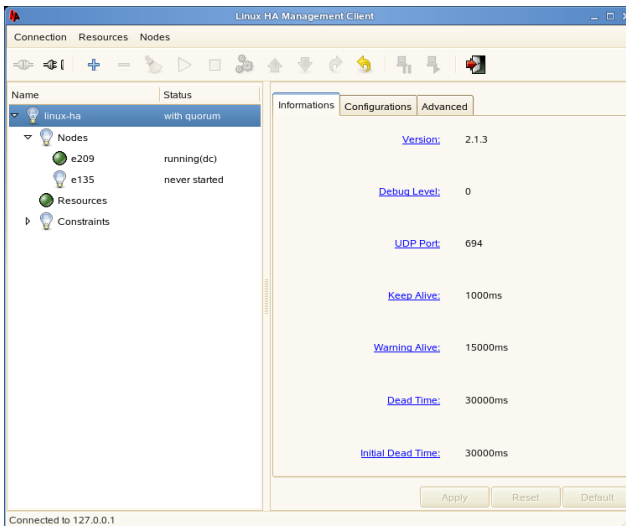 Linux HA Management Client
Connection Resources Nodes
Name Status
linux-ha with quorum
Nodes
e209 running(dc)
e135 never started
Resources
Constraints
Informations Configurations Advanced
Version: 2.1.3
Debug Level: 0
UDP Port: 694
Keep Alive: 1000ms
Warning Alive: 15000ms
Dead Time: 30000ms
Initial Dead Time: 30000ms
Apply Reset Default
Connected to 127.0.0.1